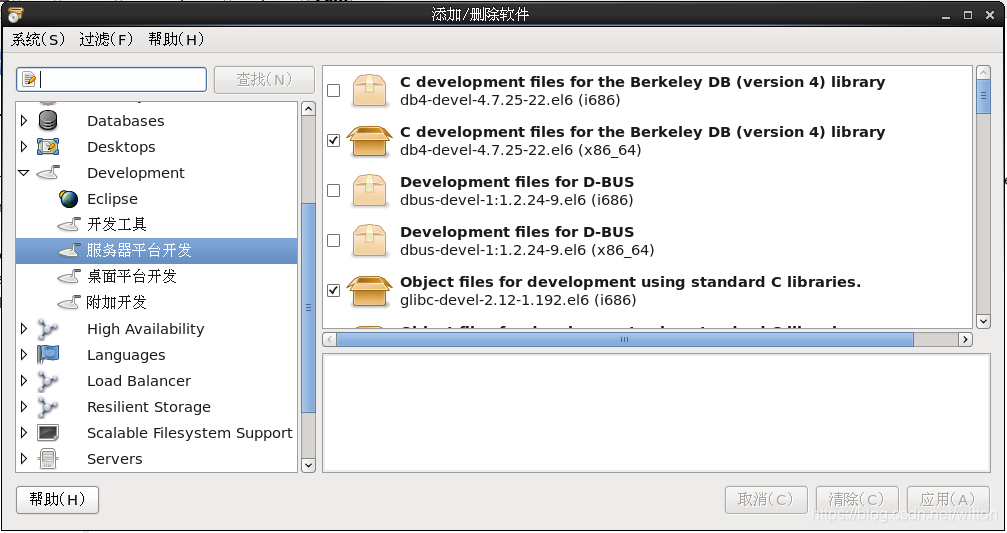 添加/删除软件
系统(S) 过滤(F) 帮助(H)
查找(N)
Databases
Desktops
Development
Eclipse
开发工具
服务器平台开发
桌面平台开发
附加开发
High Availability
Languages
Load Balancer
Resilient Storage
Scalable Filesystem Support
Servers
C development files for the Berkeley DB (version 4) library
db4-devel-4.7.25-22.el6 (i686)
C development files for the Berkeley DB (version 4) library
db4-devel-4.7.25-22.el6 (x86_64)
Development files for D-BUS
dbus-devel-1:1.2.24-9.el6 (i686)
Development files for D-BUS
dbus-devel-1:1.2.24-9.el6 (x86_64)
Object files for development using standard C libraries.
glibc-devel-2.12-1.192.el6 (i686)
帮助(H)
取消(C) 清除(C) 应用(A)
https://blog.csdn.net/witton